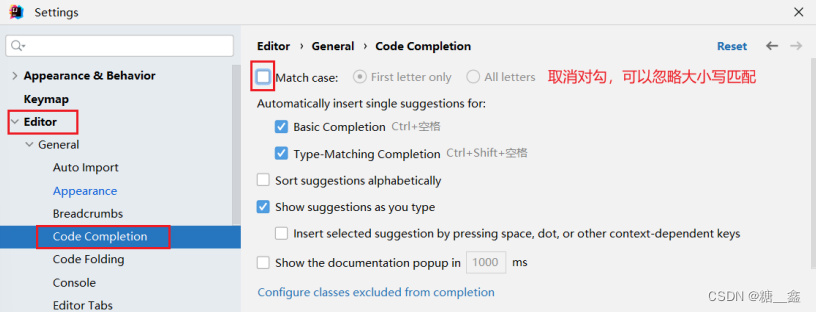 Settings
Appearance & Behavior
Keymap
Editor
General
Auto Import
Appearance
Breadcrumbs
Code Completion
Code Folding
Console
Editor Tabs
Editor › General › Code Completion
Reset
Match case: First letter only All letters 取消对勾，可以忽略大小写匹配
Automatically insert single suggestions for:
Basic Completion Ctrl+空格
Type-Matching Completion Ctrl+Shift+空格
Sort suggestions alphabetically
Show suggestions as you type
Insert selected suggestion by pressing space, dot, or other context-dependent keys
Show the documentation popup in 1000 ms
Configure classes excluded from completion
CSDN @糖__鑫